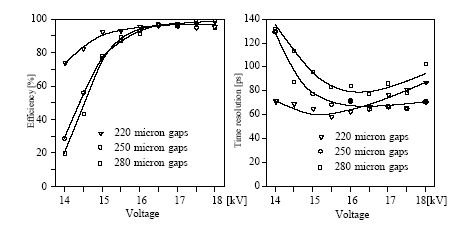 100
80
60
40
20
0
Efficiency [%]
220 micron gaps
250 micron gaps
280 micron gaps
14 15 16 17 18 [kV]
Voltage
140
120
100
80
60
40
20
0
Time resolution [ps]
220 micron gaps
250 micron gaps
280 micron gaps
14 15 16 17 18 [kV]
Voltage